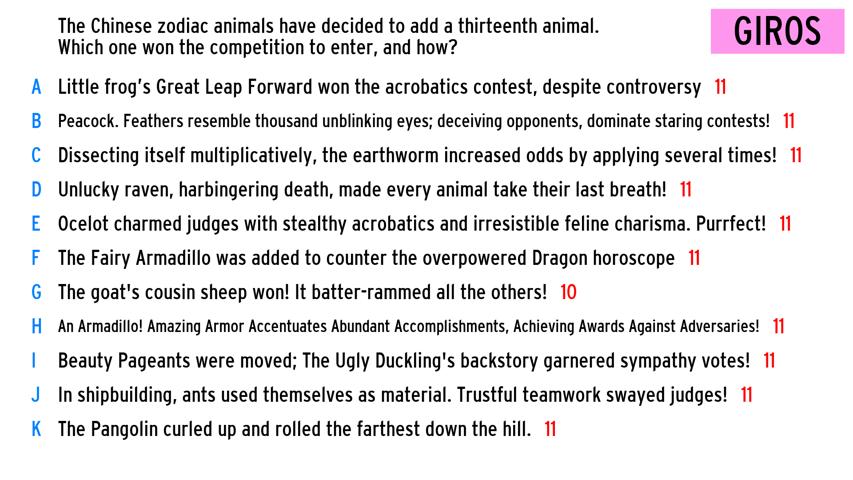 The Chinese zodiac animals have decided to add a thirteenth animal.
GIROS
Which one won the competition to enter, and how?
A Little frog's Great Leap Forward won the acrobatics contest, despite controversy 11
B Peacock. Feathers resemble thousand unblinking eyes; deceiving opponents, dominate staring contests! 11
C Dissecting itself multiplicatively, the earthworm increased odds by applying several times! 11
D Unlucky raven, harbingering death, made every animal take their last breath! 11
E Ocelot charmed judges with stealthy acrobatics and irresistible feline charisma. Purrfect! 11
F The Fairy Armadillo was added to counter the overpowered Dragon horoscope 11
G The goat's cousin sheep won! It batter-rammed all the others! 10
H An Armadillo! Amazing Armor Accentuates Abundant Accomplishments, Achieving Awards Against Adversaries! 11
I Beauty Pageants were moved; The Ugly Duckling's backstory garnered sympathy votes! 11
J In shipbuilding, ants used themselves as material. Trustful teamwork swayed judges! 11
K The Pangolin curled up and rolled the farthest down the hill. 11